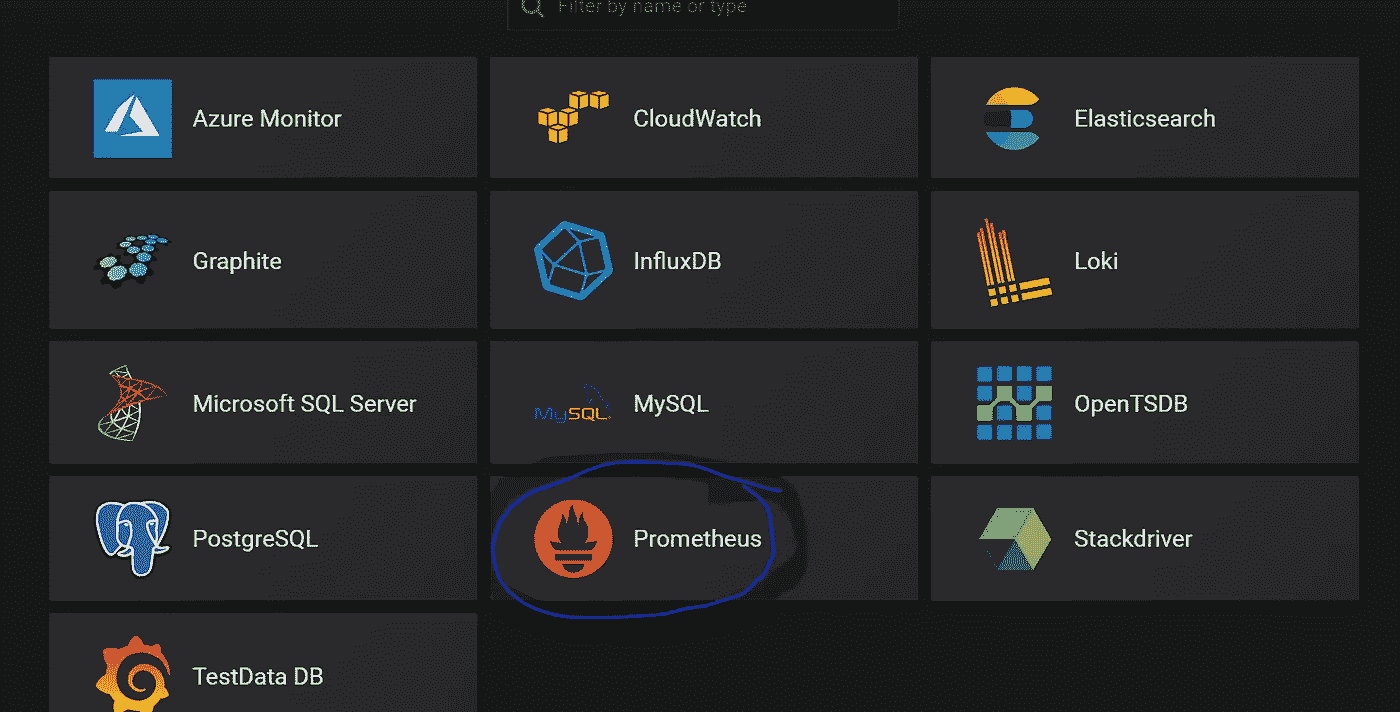 Filter by name or type
Azure Monitor
CloudWatch
Elasticsearch
Graphite
InfluxDB
Loki
Microsoft SQL Server
MySQL
MySQL
OpenTSDB
PostgreSQL
Prometheus
Stackdriver
TestData DB